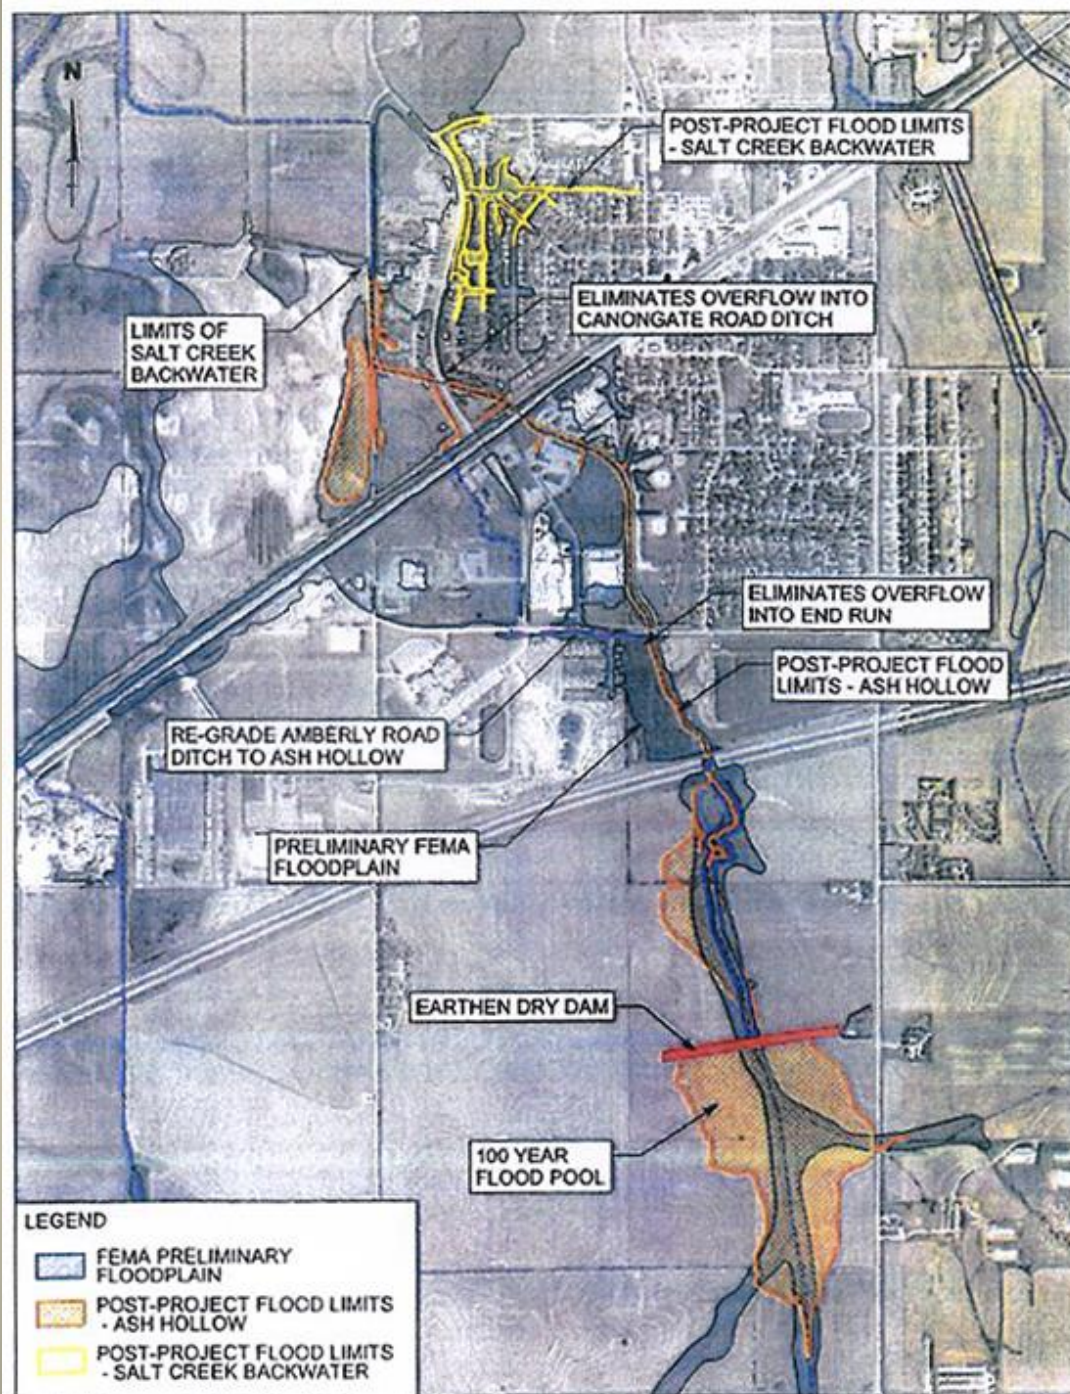 N
POST-PROJECT FLOOD LIMITS
- SALT CREEK BACKWATER
ELIMINATES OVERFLOW INTO
CANONGATE ROAD DITCH
LIMITS OF
SALT CREEK
BACKWATER
ELIMINATES OVERFLOW
INTO END RUN
POST-PROJECT FLOOD
LIMITS - ASH HOLLOW
RE-GRADE AMBERLY ROAD
DITCH TO ASH HOLLOW
PRELIMINARY FEMA
FLOODPLAIN
EARTHEN DRY DAM
100 YEAR
FLOOD POOL
LEGEND
FEMA PRELIMINARY
FLOODPLAIN
POST-PROJECT FLOOD LIMITS
- ASH HOLLOW
POST-PROJECT FLOOD LIMITS
- SALT CREEK BACKWATER